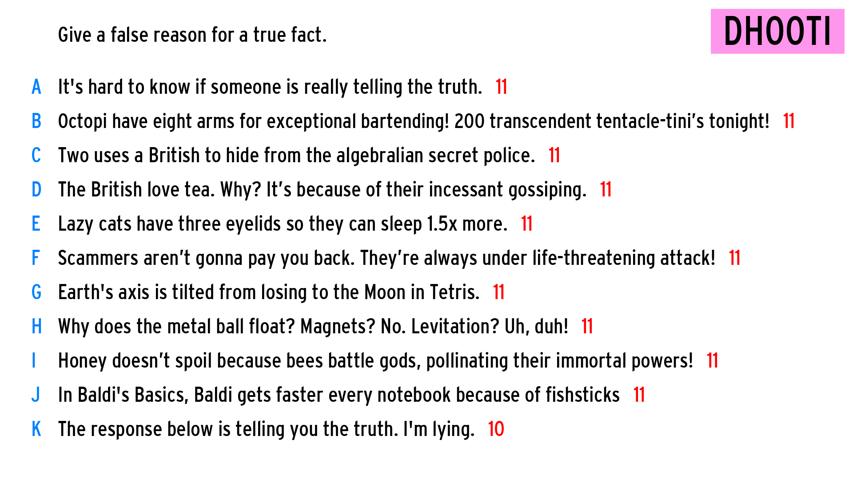 Give a false reason for a true fact.
DHOOTI
A It's hard to know if someone is really telling the truth. 11
B Octopi have eight arms for exceptional bartending! 200 transcendent tentacle-tini’s tonight! 11
C Two uses a British to hide from the algebralian secret police. 11
D The British love tea. Why? It’s because of their incessant gossiping. 11
E Lazy cats have three eyelids so they can sleep 1.5x more. 11
F Scammers aren’t gonna pay you back. They’re always under life-threatening attack! 11
G Earth's axis is tilted from losing to the Moon in Tetris. 11
H Why does the metal ball float? Magnets? No. Levitation? Uh, duh! 11
I Honey doesn’t spoil because bees battle gods, pollinating their immortal powers! 11
J In Baldi's Basics, Baldi gets faster every notebook because of fishsticks 11
K The response below is telling you the truth. I'm lying. 10